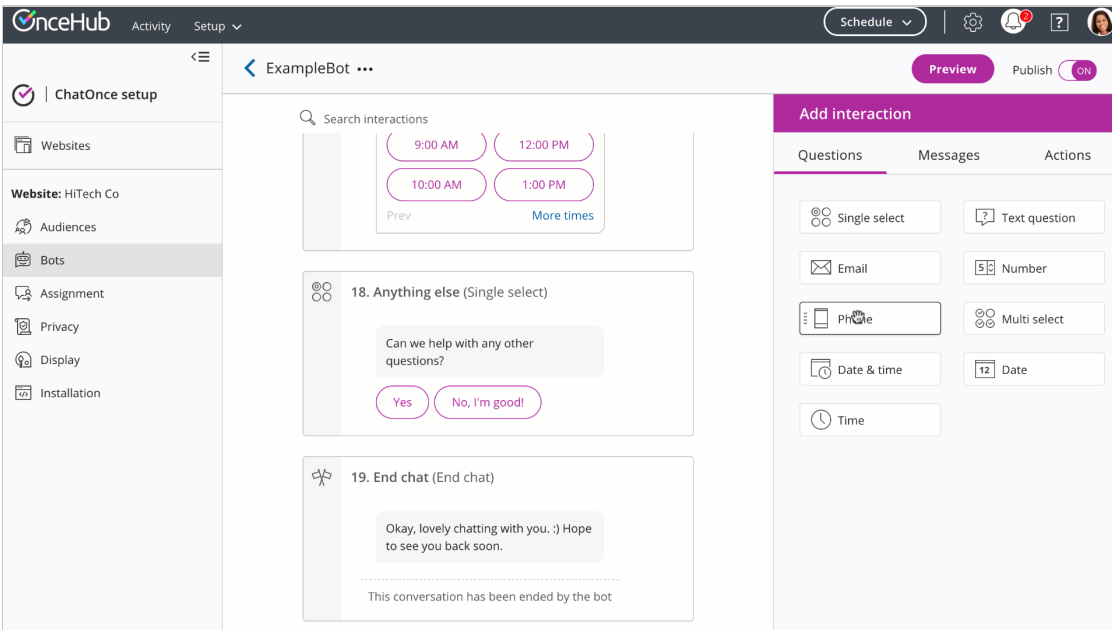 OnceHub Activity Setup Schedule 2 ?
ExampleBot ••• Preview Publish ON
ChatOnce setup
Websites
Website: HiTech Co
Audiences
Bots
Assignment
Privacy
Display
Installation
Search interactions
9:00 AM 12:00 PM
10:00 AM 1:00 PM
Prev More times
18. Anything else (Single select)
Can we help with any other
questions?
Yes No, I'm good!
19. End chat (End chat)
Okay, lovely chatting with you. :) Hope
to see you back soon.
This conversation has been ended by the bot
Add interaction
Questions Messages Actions
Single select ? Text question
Email 5 Number
Phone Multi select
Date & time 12 Date
Time